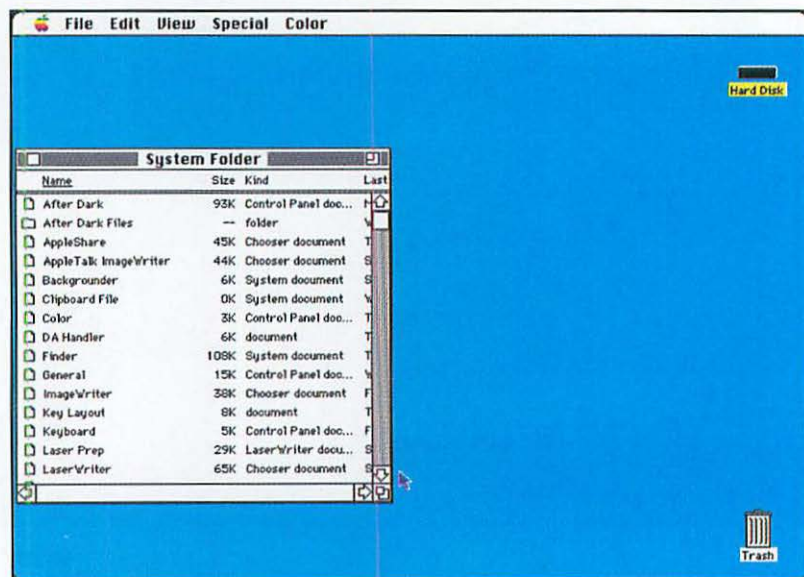 File Edit View Special Color
Hard Disk
System Folder
Name Size Kind Last
After Dark 93K Control Panel doc...
After Dark Files -- folder
AppleShare 45K Chooser document T
AppleTalk ImageWriter 44K Chooser document S
Backgrounder 6K System document S
Clipboard File 0K System document
Color 3K Control Panel doc... T
DA Handler 6K document T
Finder 108K System document T
General 15K Control Panel doc...
ImageWriter 38K Chooser document F
Key Layout 8K document T
Keyboard 5K Control Panel doc... F
Laser Prep 29K LaserWriter docu... S
LaserWriter 65K Chooser document S
Trash